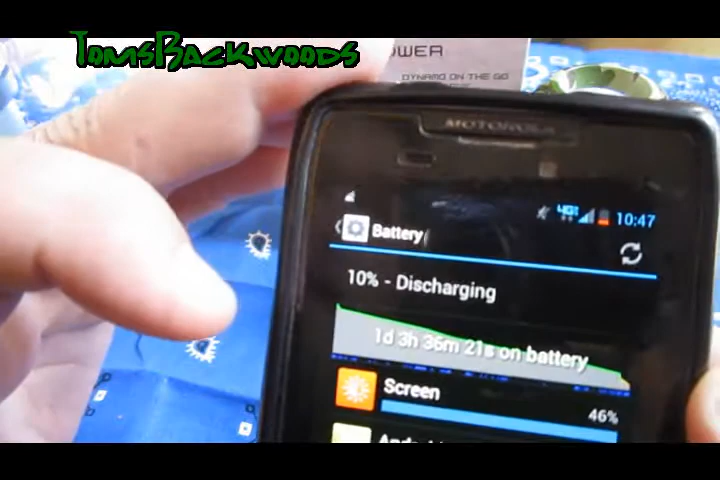 TomsBackwoods
OWER
DYNAMO ON THE GO
MOTOROLA
4G 10:47
Battery
10% - Discharging
1d 3h 36m 21s on battery
Screen
46%